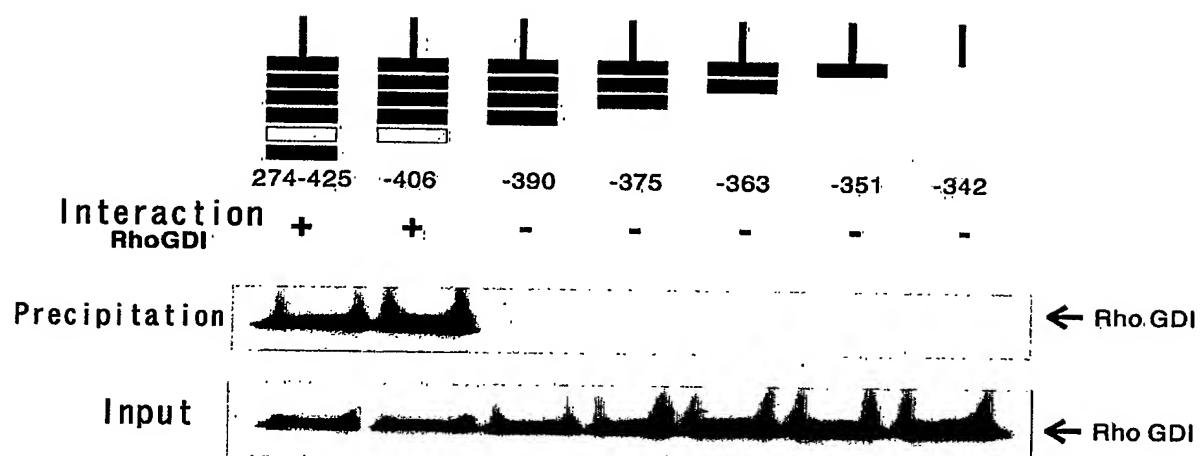 274-425 -406 -390 -375 -363 -351 -342
Interaction
RhoGDI + + - - - - -
Precipitation ← Rho GDI
Input ← Rho GDI